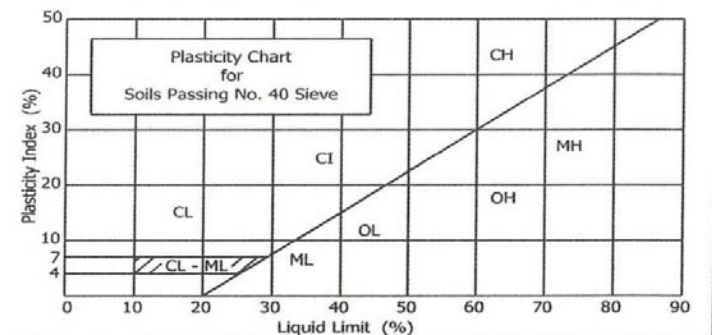 50
Plasticity Chart
for
Soils Passing No. 40 Sieve
CH
40
30
CI
MH
20
CL
OH
OL
10
7
CL - ML
ML
4
0
0 10 20 30 40 50 60 70 80 90
Plasticity Index (%)
Liquid Limit (%)